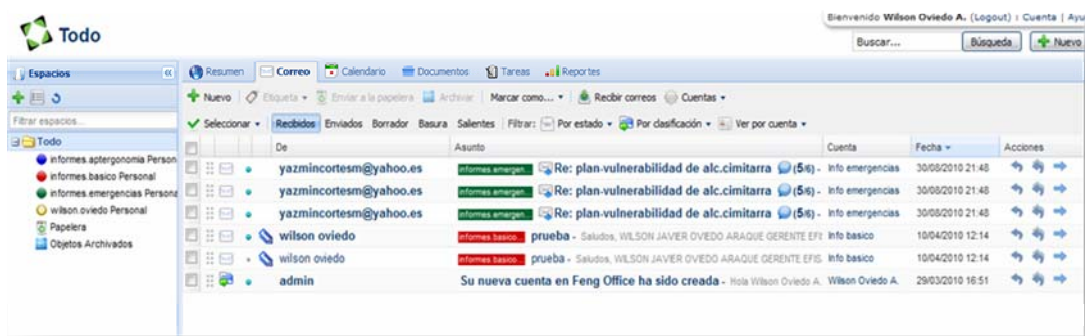 Bienvenido Wilson Oviedo A. (Logout) | Cuenta | Ayu
Todo
Buscar... Búsqueda Nuevo
Espacios Resumen Correo Calendario Documentos Tareas Reportes
Nuevo Etiqueta Enviar a la papelera Archivar Marcar como... Recibir correos Cuentas
Filtrar espacios... Seleccionar Recibidos Enviados Borrador Basura Salientes Filtrar: Por estado Por clasificación Ver por cuenta
Todo De Asunto Cuenta Fecha Acciones
informes.aptergonomia Person yazmincortesm@yahoo.es informes.emergen... Re: plan-vulnerabilidad de alc.cimitarra (5/6) - Info emergencias 30/08/2010 21:48
informes.basico Personal
informes.emergencias Persona yazmincortesm@yahoo.es informes.emergen... Re: plan-vulnerabilidad de alc.cimitarra (5/6) - Info emergencias 30/08/2010 21:48
wilson.oviedo Personal yazmincortesm@yahoo.es informes.emergen... Re: plan-vulnerabilidad de alc.cimitarra (5/6) - Info emergencias 30/08/2010 21:48
Papelera wilson oviedo informes.basico... prueba - Saludos, WILSON JAVIER OVIEDO ARAQUE GERENTE EFIS Info basico 10/04/2010 12:14
Objetos Archivados
wilson oviedo informes.basico... prueba - Saludos, WILSON JAVIER OVIEDO ARAQUE GERENTE EFIS Info basico 10/04/2010 12:14
admin Su nueva cuenta en Feng Office ha sido creada - Hola Wilson Oviedo A. Wilson Oviedo A. 29/03/2010 16:51